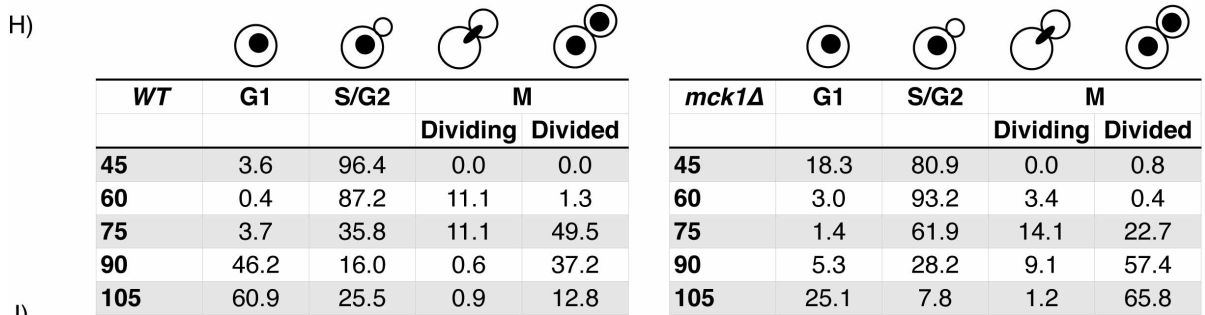 H)
WT G1 S/G2 M
Dividing Divided
45 3.6 96.4 0.0 0.0
60 0.4 87.2 11.1 1.3
75 3.7 35.8 11.1 49.5
90 46.2 16.0 0.6 37.2
105 60.9 25.5 0.9 12.8
mck1Δ G1 S/G2 M
Dividing Divided
45 18.3 80.9 0.0 0.8
60 3.0 93.2 3.4 0.4
75 1.4 61.9 14.1 22.7
90 5.3 28.2 9.1 57.4
105 25.1 7.8 1.2 65.8